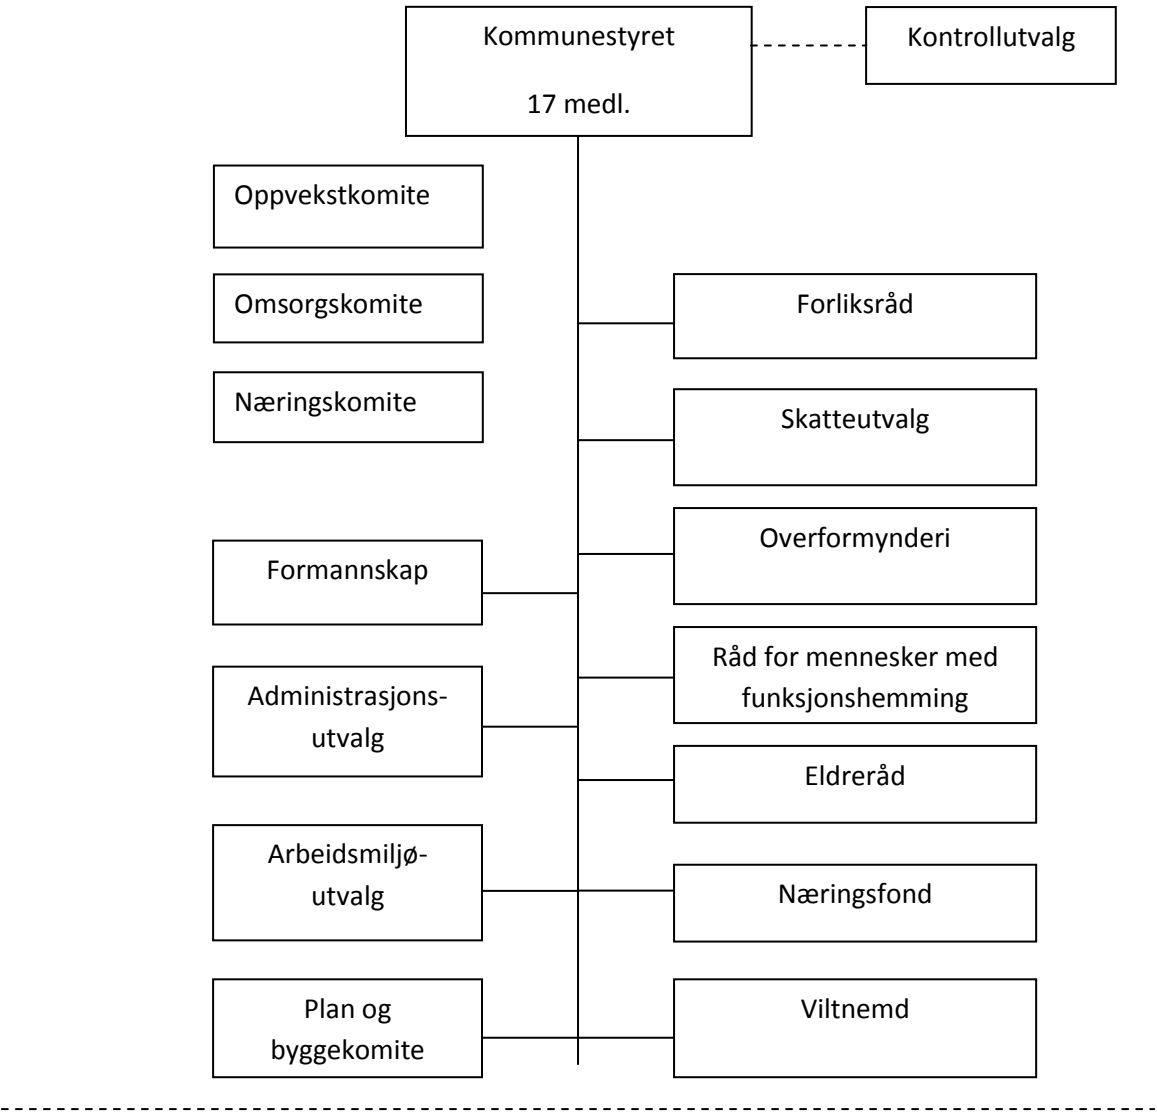 Kommunestyret
17 medl.
Kontrollutvalg
Oppvekstkomite
Omsorgskomite
Næringskomite
Formannskap
Administrasjons-
utvalg
Arbeidsmiljø-
utvalg
Plan og
byggekomite
Forliksråd
Skatteutvalg
Overformynderi
Råd for mennesker med
funksjonshemming
Eldreråd
Næringsfond
Viltnemd